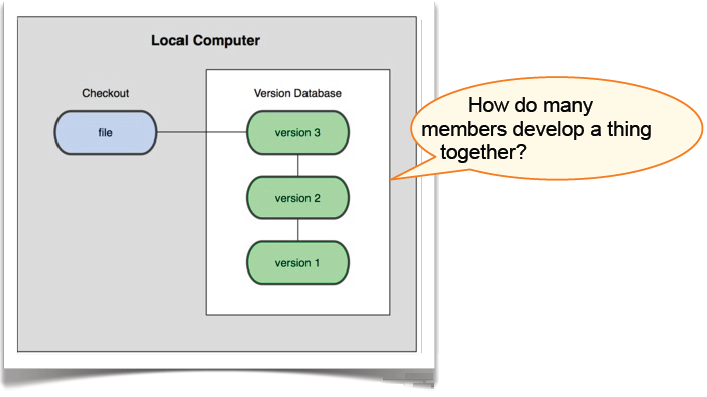 Local Computer
Checkout
Version Database
file
version 3
version 2
version 1
How do many
members develop a thing
together?